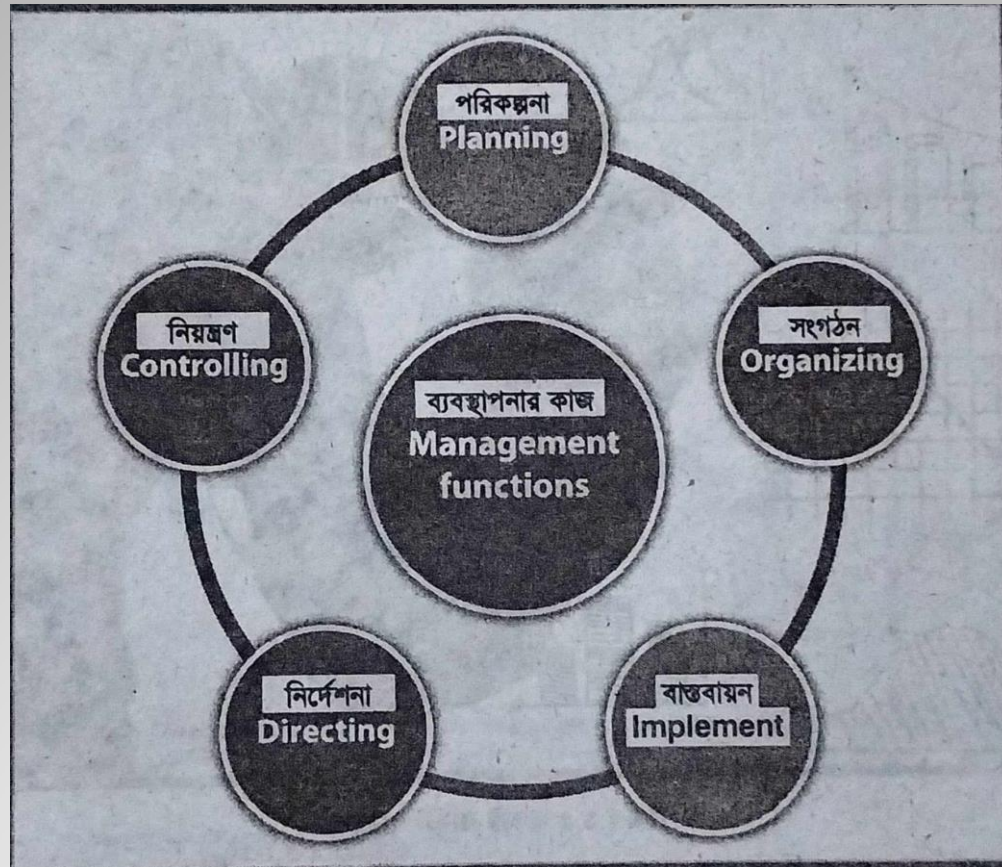 পরিকল্পনা
Planning
সংগঠন
Organizing
বাস্তবায়ন
Implement
নির্দেশনা
Directing
নিয়ন্ত্রণ
Controlling
ব্যবস্থাপনার কাজ
Management
functions